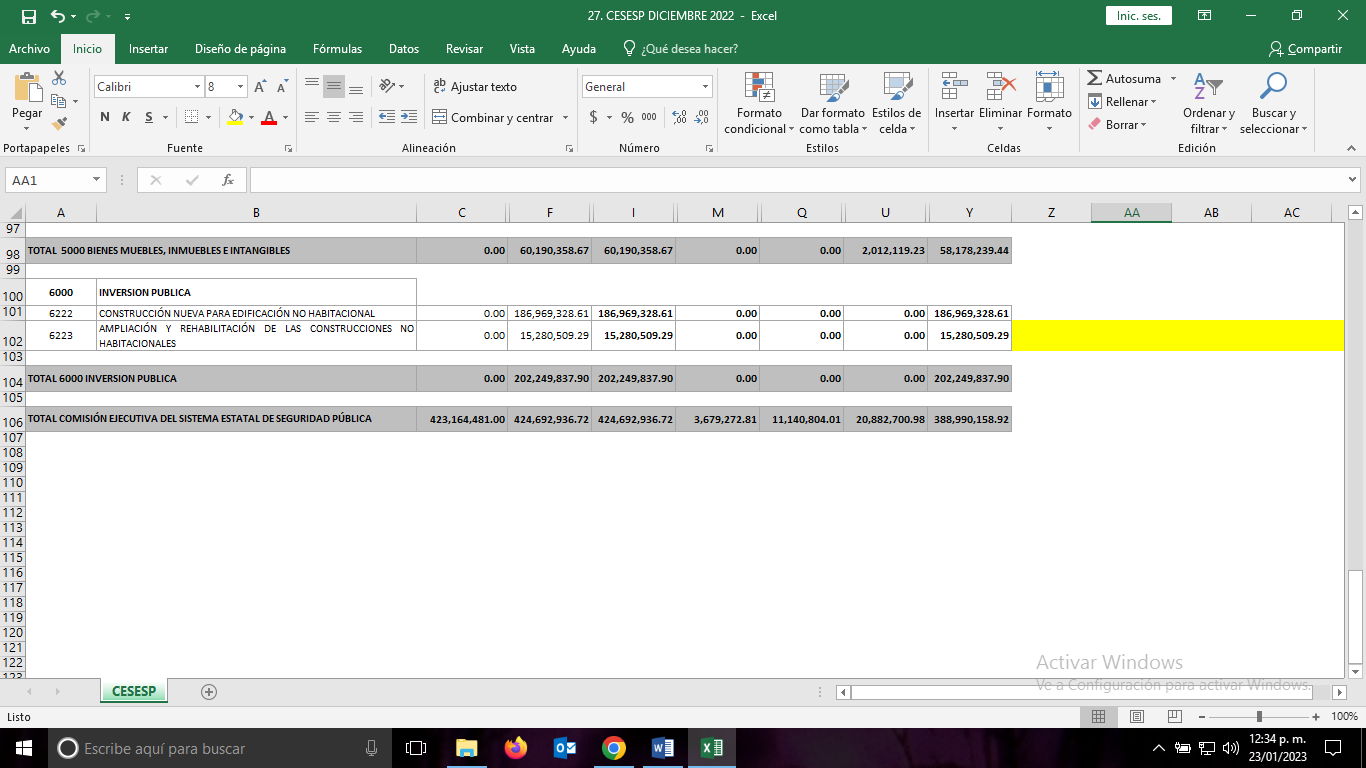 27. CESESP DICIEMBRE 2022 - Excel
Inic. ses.
Archivo Inicio Insertar Diseño de página Fórmulas Datos Revisar Vista Ayuda ¿Qué desea hacer? Compartir
Pegar
Calibri 8
N K S
Ajustar texto
Combinar y centrar
General
$ % 000
Formato condicional
Dar formato como tabla
Estilos de celda
Insertar Eliminar Formato
Autosuma
Rellenar
Borrar
Ordenar y filtrar
Buscar y seleccionar
Portapapeles Fuente Alineación Número Estilos Celdas Edición
AA1 fx
A B C F I M Q U Y Z AA AB AC
97
98 TOTAL 5000 BIENES MUEBLES, INMUEBLES E INTANGIBLES 0.00 60,190,358.67 60,190,358.67 0.00 0.00 2,012,119.23 58,178,239.44
99
100 6000 INVERSION PUBLICA
101 6222 CONSTRUCCIÓN NUEVA PARA EDIFICACIÓN NO HABITACIONAL 0.00 186,969,328.61 186,969,328.61 0.00 0.00 0.00 186,969,328.61
102 6223 AMPLIACIÓN Y REHABILITACIÓN DE LAS CONSTRUCCIONES NO HABITACIONALES 0.00 15,280,509.29 15,280,509.29 0.00 0.00 0.00 15,280,509.29
103
104 TOTAL 6000 INVERSION PUBLICA 0.00 202,249,837.90 202,249,837.90 0.00 0.00 0.00 202,249,837.90
105
106 TOTAL COMISIÓN EJECUTIVA DEL SISTEMA ESTATAL DE SEGURIDAD PÚBLICA 423,164,481.00 424,692,936.72 424,692,936.72 3,679,272.81 11,140,804.01 20,882,700.98 388,990,158.92
107
108
109
110
111
112
113
114
115
116
117
118
119
120
121
122
123
Activar Windows
Ve a Configuración para activar Windows.
CESESP
Listo
100%
Escribe aquí para buscar
12:34 p. m.
23/01/2023